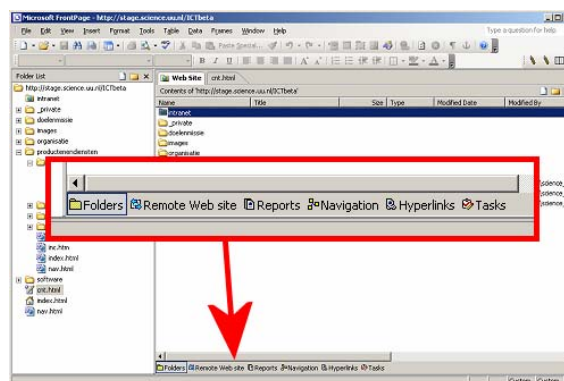 Microsoft FrontPage - http://stage.science.uu.nl/ICTbeta
File Edit View Insert Format Tools Table Data Frames Window Help
Type a question for help
Paste Special...
Folder List
Web Site cnt.html
http://stage.science.uu.nl/ICTbeta
Contents of 'http://stage.science.uu.nl/ICTbeta'
Name Title Size Type Modified Date Modified By
intranet
_private
doelenmissie
images
organisatie
productenendiensten
intranet
_private
doelenmissie
images
organisatie
Folders Remote Web site Reports Navigation Hyperlinks Tasks
inc.htm
index.html
nav.html
software
cnt.html
index.html
nav.html
Folders Remote Web site Reports Navigation Hyperlinks Tasks
Custom Custom